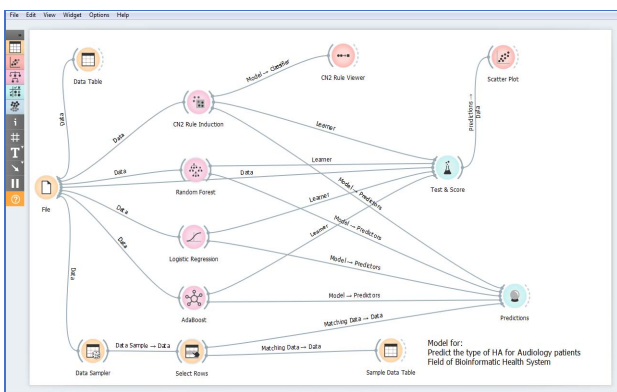 File Edit View Widget Options Help
Data Table
CN2 Rule Viewer
Scatter Plot
Model → Classifier
Data
CN2 Rule Induction
Predictions → Data
Data
Learner
Learner
Data
Random Forest
Data
Test & Score
File
Model → Predictors
Learner
Data
Model → Predictors
Learner
Logistic Regression
Data
Model → Predictors
Data
AdaBoost
Model → Predictors
Predictions
Matching Data → Data
Data Sample → Data
Matching Data → Data
Data Sampler
Select Rows
Sample Data Table
Model for:
Predict the type of HA for Audiology patients
Field of Bioinformatic Health System